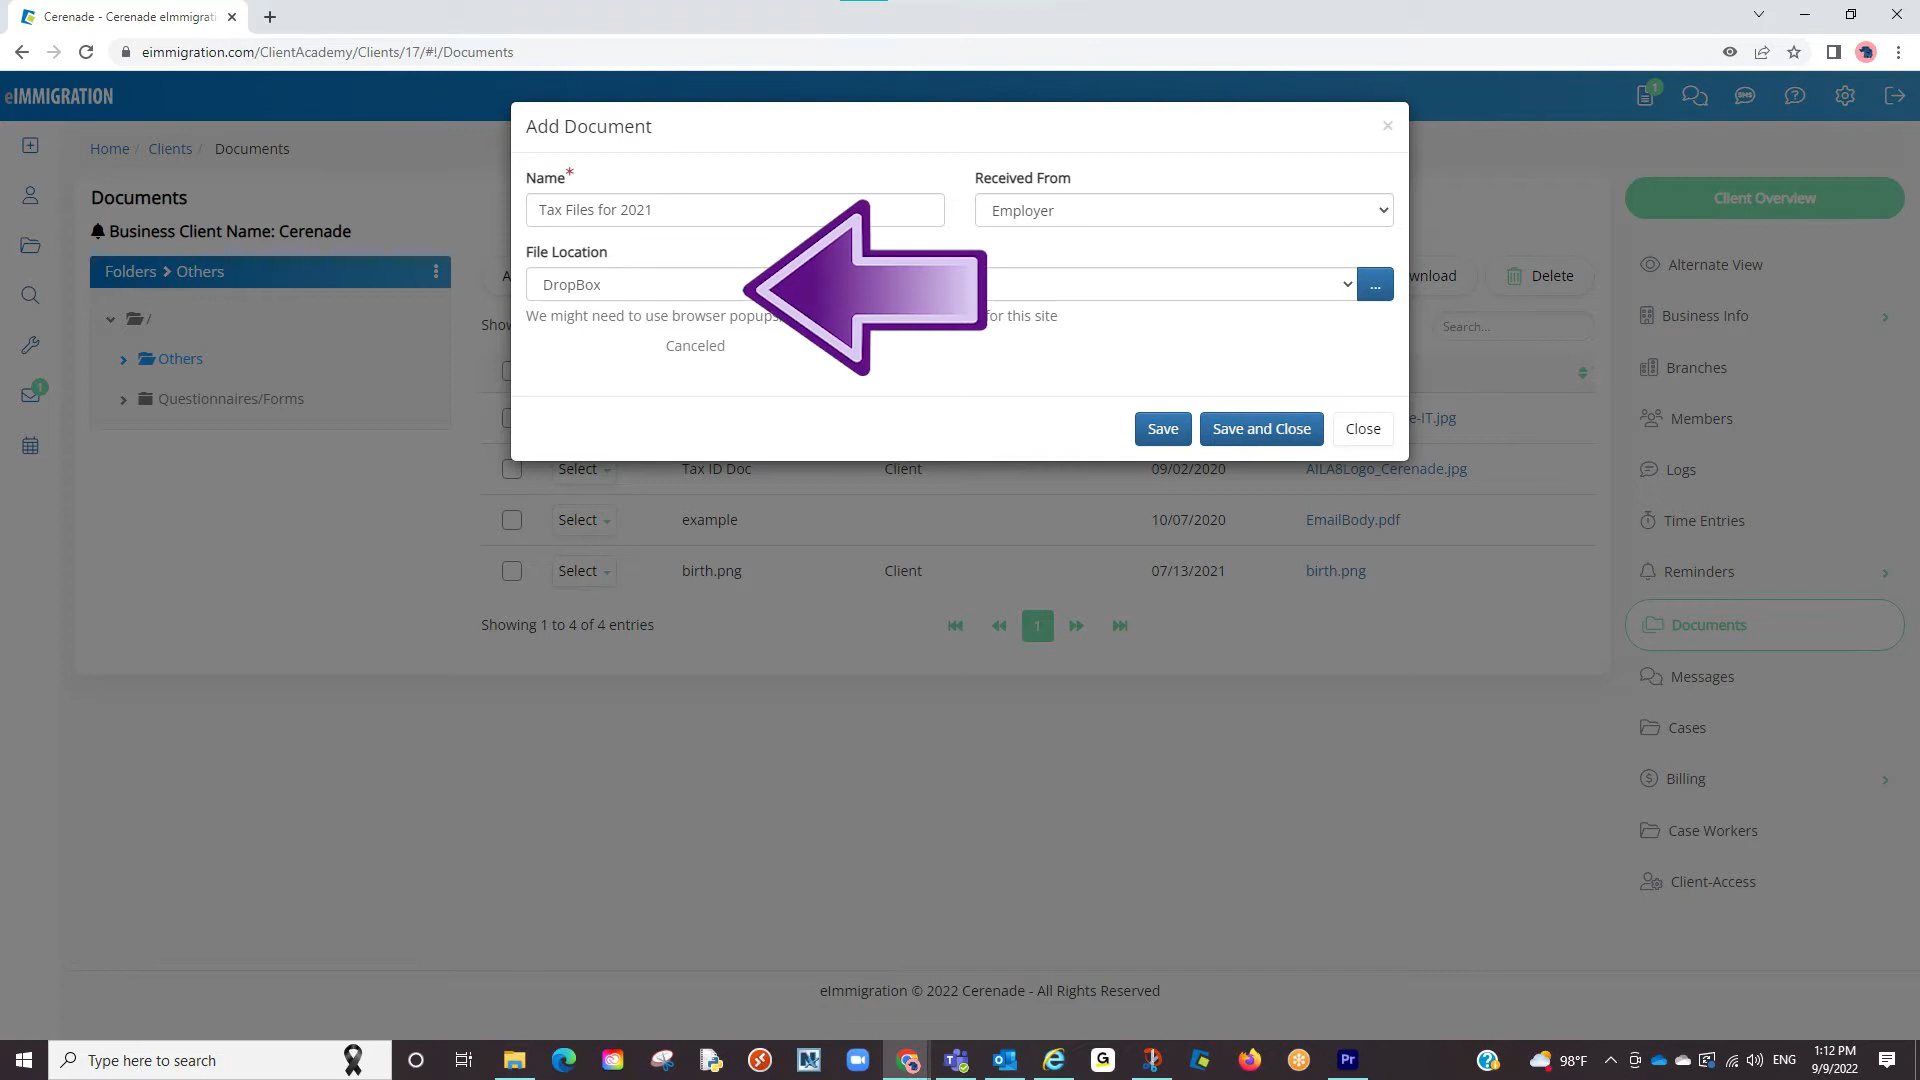 Cerenade - Cerenade eImmigrati
eimmigration.com/ClientAcademy/Clients/17/#!/Documents
eIMMIGRATION
1
SMS
Home / Clients / Documents
Documents
Business Client Name: Cerenade
Folders > Others
/
Others
Questionnaires/Forms
1
Add Document
×
Name*
Received From
Tax Files for 2021
Employer
File Location
DropBox
...
We might need to use browser popups
for this site
Canceled
Save
Save and Close
Close
Delete
Search...
Select
Tax ID Doc
Client
09/02/2020
AILA8Logo_Cerenade.jpg
Select
example
10/07/2020
EmailBody.pdf
Select
birth.png
Client
07/13/2021
birth.png
Showing 1 to 4 of 4 entries
1
Client Overview
Alternate View
Business Info
Branches
Members
Logs
Time Entries
Reminders
Documents
Messages
Cases
Billing
Case Workers
Client-Access
eImmigration © 2022 Cerenade - All Rights Reserved
Type here to search
G
Pr
98°F
ENG
1:12 PM
9/9/2022